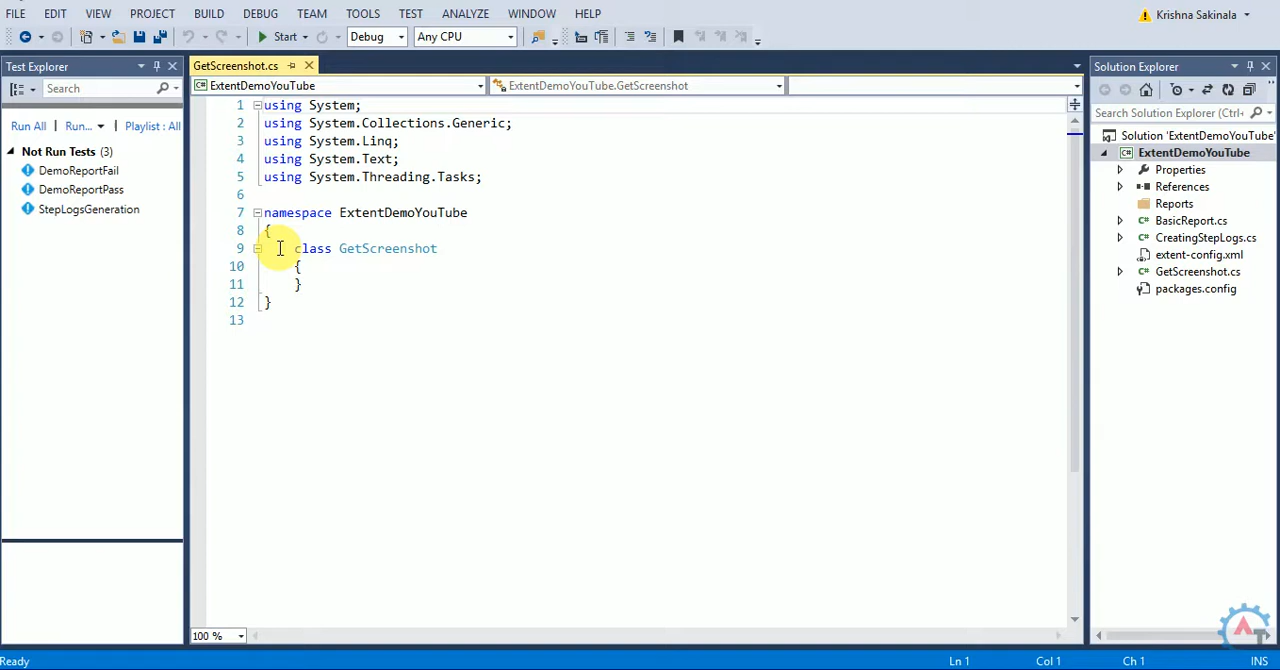 FILE EDIT VIEW PROJECT BUILD DEBUG TEAM TOOLS TEST ANALYZE WINDOW HELP Krishna Sakinala
Start Debug Any CPU
Test Explorer
Search
Run All Run... Playlist : All
Not Run Tests (3)
DemoReportFail
DemoReportPass
StepLogsGeneration
GetScreenshot.cs
ExtentDemoYouTube ExtentDemoYouTube.GetScreenshot
1 using System;
2 using System.Collections.Generic;
3 using System.Linq;
4 using System.Text;
5 using System.Threading.Tasks;
6
7 namespace ExtentDemoYouTube
8 {
9 class GetScreenshot
10 {
11 }
12 }
13
100 %
Solution Explorer
Search Solution Explorer (Ctrl+
Solution 'ExtentDemoYouTube'
ExtentDemoYouTube
Properties
References
Reports
BasicReport.cs
CreatingStepLogs.cs
extent-config.xml
GetScreenshot.cs
packages.config
AT
Ready Ln 1 Col 1 Ch 1 INS